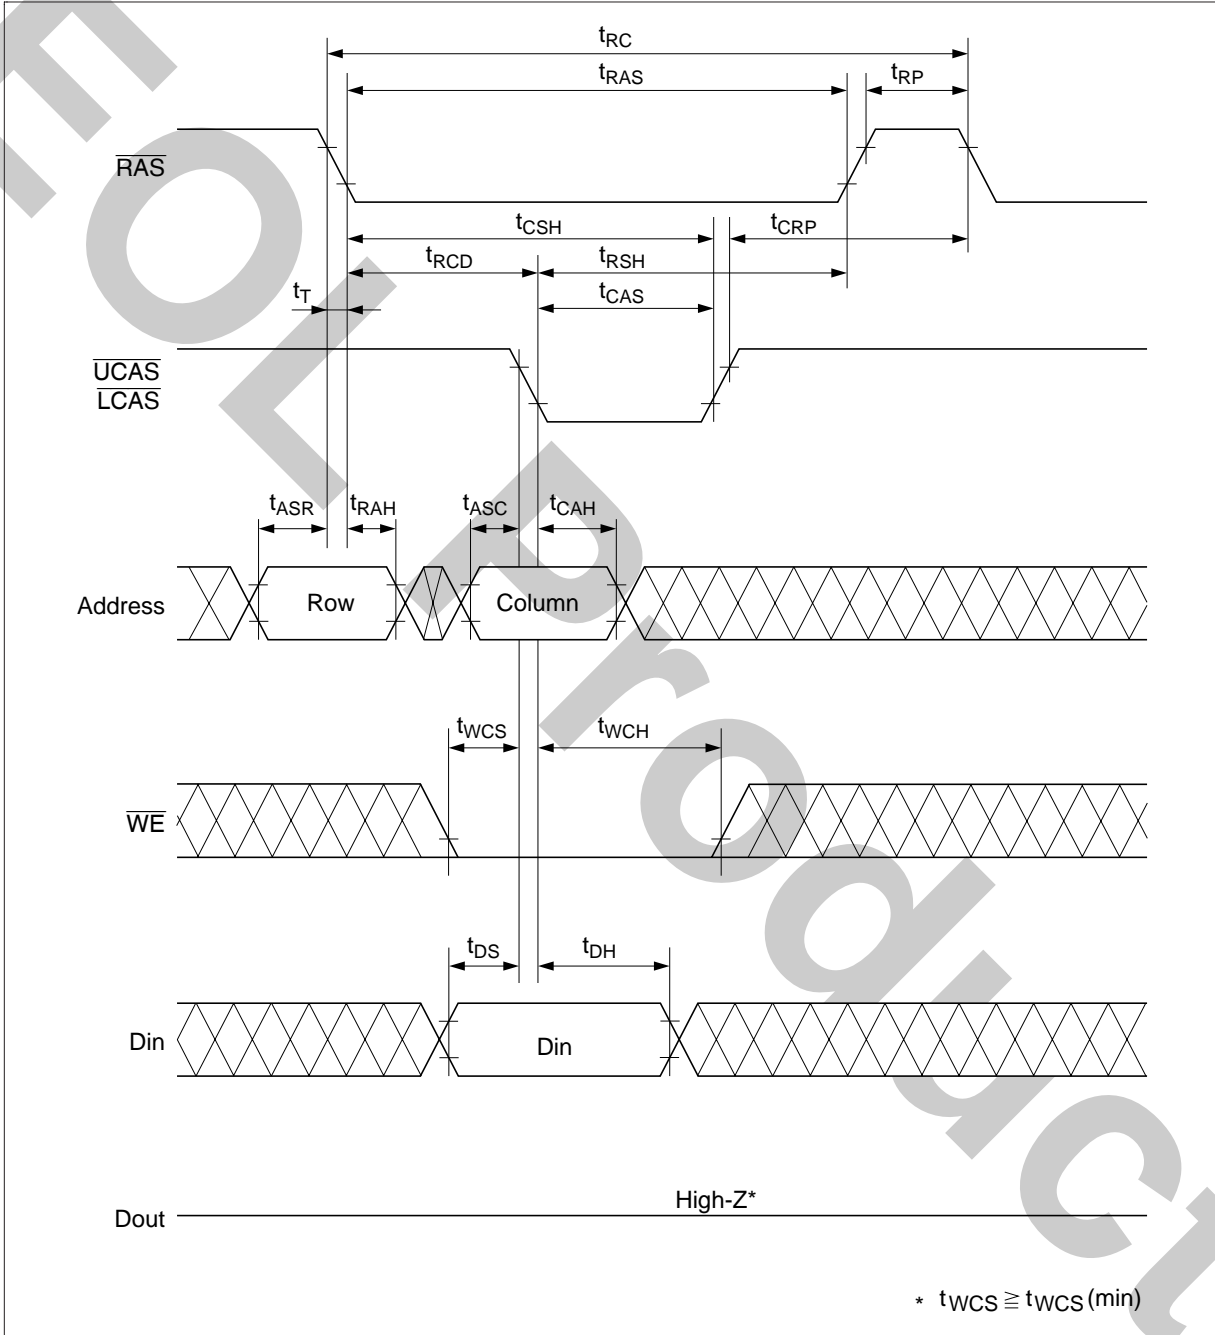 tRC
tRAS
tRP
RAS
tCSH
tCRP
tRCD
tRSH
tT
tCAS
UCAS
LCAS
tASR
tRAH
tASC
tCAH
Address
Row
Column
tWCS
tWCH
WE
tDS
tDH
Din
Din
High-Z*
Dout
* tWCS ≧ tWCS (min)
EOL Product